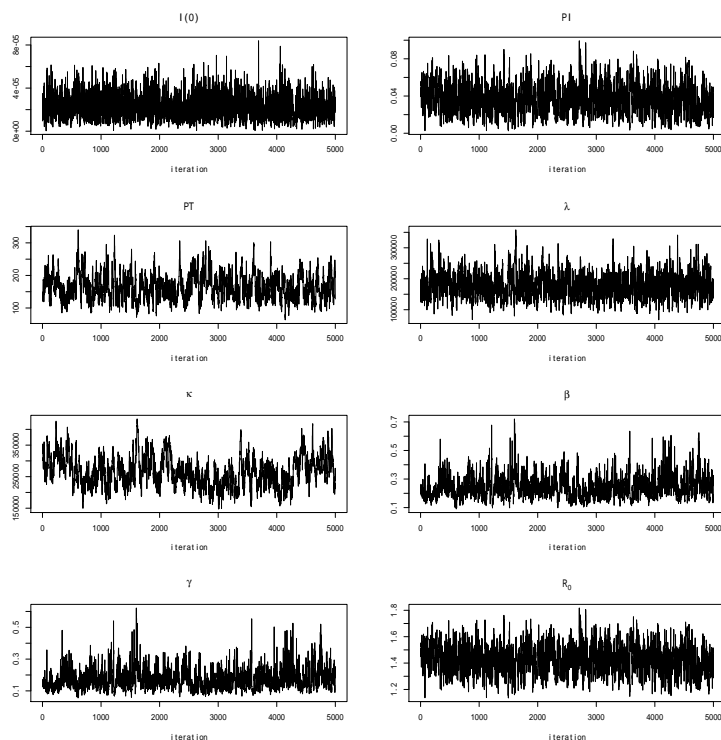 I(0)
8e-05
4e-05
0e+00
0 1000 2000 3000 4000 5000
iteration
PI
0.08
0.04
0.00
0 1000 2000 3000 4000 5000
iteration
PT
300
200
100
0 1000 2000 3000 4000 5000
iteration
λ
300000
200000
100000
0 1000 2000 3000 4000 5000
iteration
κ
350000
250000
150000
0 1000 2000 3000 4000 5000
iteration
β
0.7
0.5
0.3
0.1
0 1000 2000 3000 4000 5000
iteration
γ
0.5
0.3
0.1
0 1000 2000 3000 4000 5000
iteration
R₀
1.8
1.6
1.4
1.2
0 1000 2000 3000 4000 5000
iteration